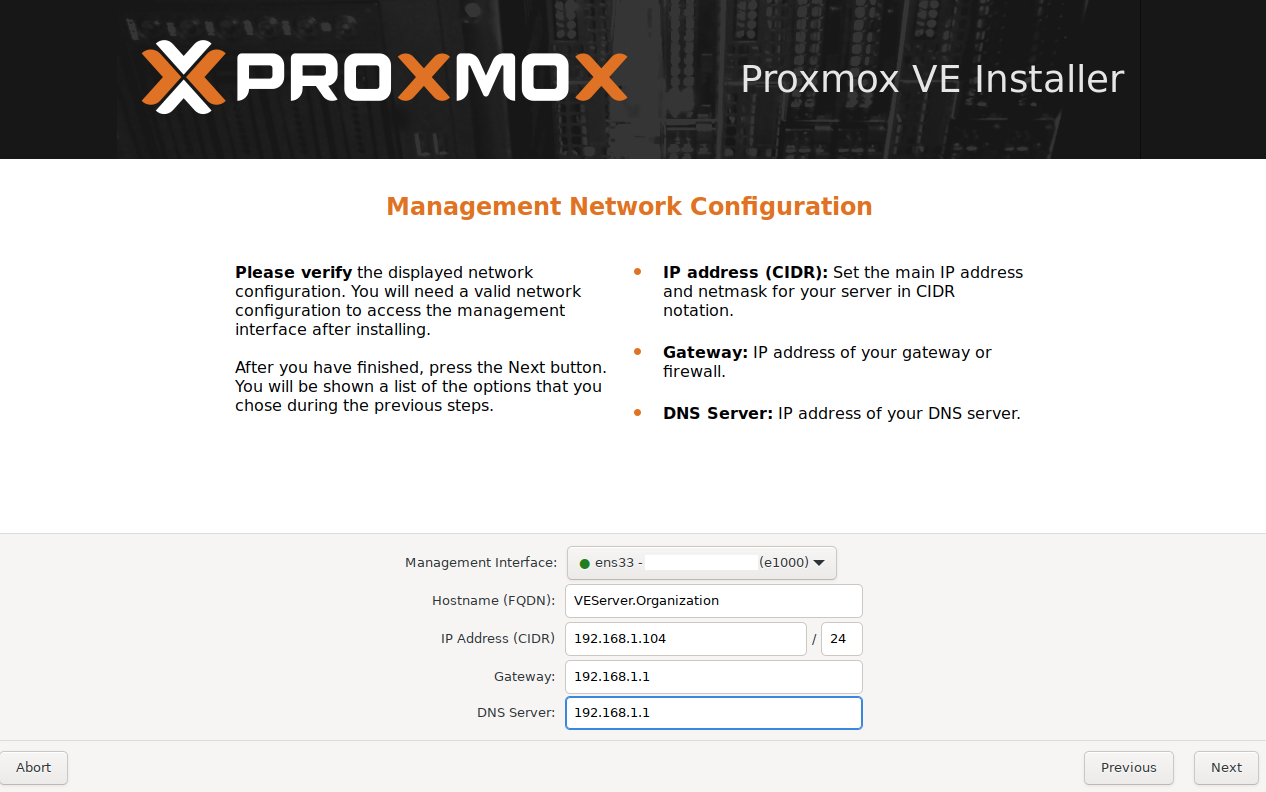 PROXMOX
Proxmox VE Installer
Management Network Configuration
Please verify the displayed network
configuration. You will need a valid network
configuration to access the management
interface after installing.
After you have finished, press the Next button.
You will be shown a list of the options that you
chose during the previous steps.
• IP address (CIDR): Set the main IP address
and netmask for your server in CIDR
notation.
• Gateway: IP address of your gateway or
firewall.
• DNS Server: IP address of your DNS server.
Management Interface: ens33 - (e1000)
Hostname (FQDN): VEServer.Organization
IP Address (CIDR) 192.168.1.104 / 24
Gateway: 192.168.1.1
DNS Server: 192.168.1.1
Abort Previous Next